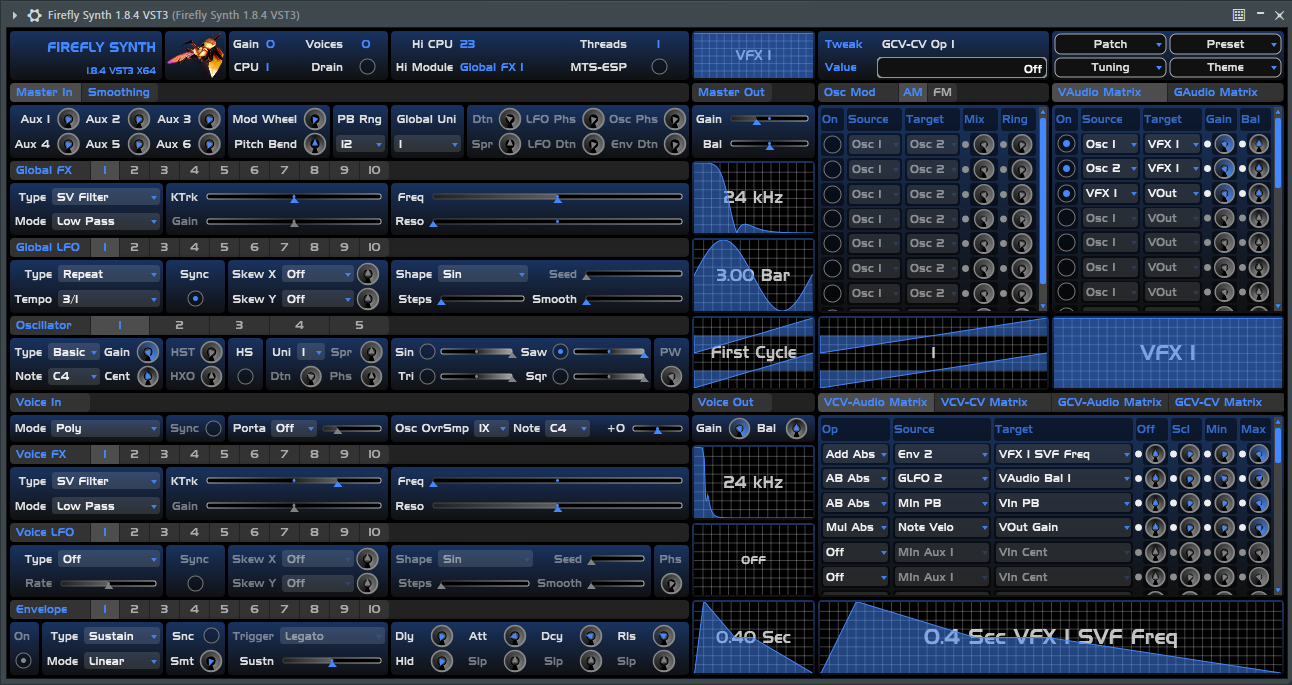 Firefly Synth 1.8.4 VST3 (Firefly Synth 1.8.4 VST3)
FIREFLY SYNTH
1.8.4 VST3 X64
Gain 0 Voices 0
CPU 1 Drain
Hi CPU 23 Threads 1
Hi Module Global FX 1 MTS-ESP
VFX 1
Tweak GCV-CV Op 1
Value Off
Patch Preset
Tuning Theme
Master In Smoothing
Aux 1 Aux 2 Aux 3 Mod Wheel PB Rng Global Uni Dtn LFO Phs Osc Phs
Aux 4 Aux 5 Aux 6 Pitch Bend 12 1 Spr LFO Dtn Env Dtn
Master Out
Gain
Bal
Global FX 1 2 3 4 5 6 7 8 9 10
Type SV Filter KTrk Freq
Mode Low Pass Gain Reso
24 kHz
Global LFO 1 2 3 4 5 6 7 8 9 10
Type Repeat Sync Skew X Off Shape Sin Seed
Tempo 3/1 Skew Y Off Steps Smooth
3.00 Bar
Oscillator 1 2 3 4 5
Type Basic Gain HST HS Uni 1 Spr Sin Saw PW
Note C4 Cent HXO Dtn Phs Tri Sqr
First Cycle
Osc Mod AM FM
On Source Target Mix Ring
Osc 1 Osc 2
Osc 1 Osc 2
Osc 1 Osc 2
Osc 1 Osc 2
Osc 1 Osc 2
Osc 1 Osc 2
Osc 1 Osc 2
1
VAudio Matrix GAudio Matrix
On Source Target Gain Bal
Osc 1 VFX 1
Osc 2 VFX 1
VFX 1 VOut
Osc 1 VOut
Osc 1 VOut
Osc 1 VOut
Osc 1 VOut
VFX 1
Voice In
Mode Poly Sync Porta Off Osc OvrSmp 1X Note C4 +0
Voice Out
Gain Bal
Voice FX 1 2 3 4 5 6 7 8 9 10
Type SV Filter KTrk Freq
Mode Low Pass Gain Reso
24 kHz
Voice LFO 1 2 3 4 5 6 7 8 9 10
Type Off Sync Skew X Off Shape Sin Seed Phs
Rate Skew Y Off Steps Smooth
OFF
Envelope 1 2 3 4 5 6 7 8 9 10
On Type Sustain Snc Trigger Legato Dly Att Dcy Rls
Mode Linear Smt Sustn Hld Slp Slp Slp
0.40 Sec
VCV-Audio Matrix VCV-CV Matrix GCV-Audio Matrix GCV-CV Matrix
Op Source Target Off Scl Min Max
Add Abs Env 2 VFX 1 SVF Freq
AB Abs GLFO 2 VAudio Bal 1
AB Abs MIn PB VIn PB
Mul Abs Note Velo VOut Gain
Off MIn Aux 1 VIn Cent
Off MIn Aux 1 VIn Cent
0.4 Sec VFX 1 SVF Freq